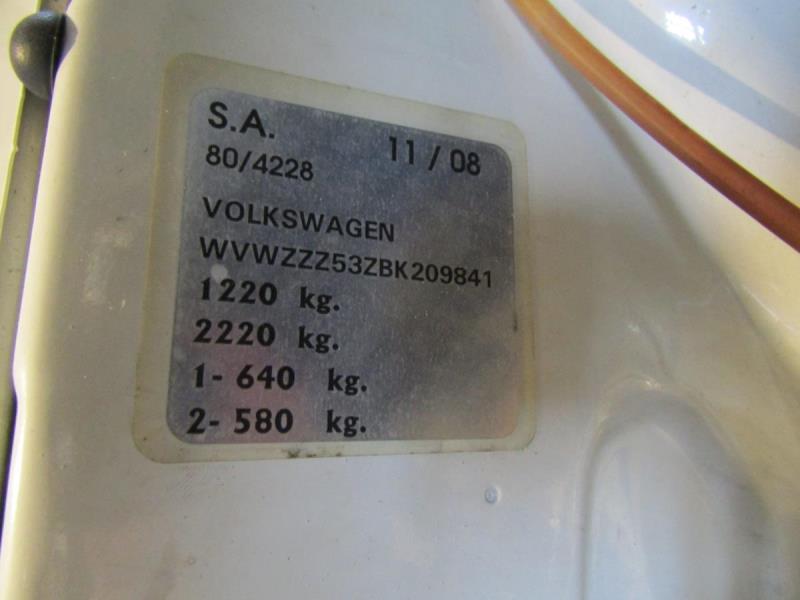 S.A. 11/08
80/4228
VOLKSWAGEN
WVWZZZ53ZBK209841
1220 kg.
2220 kg.
1- 640 kg.
2- 580 kg.